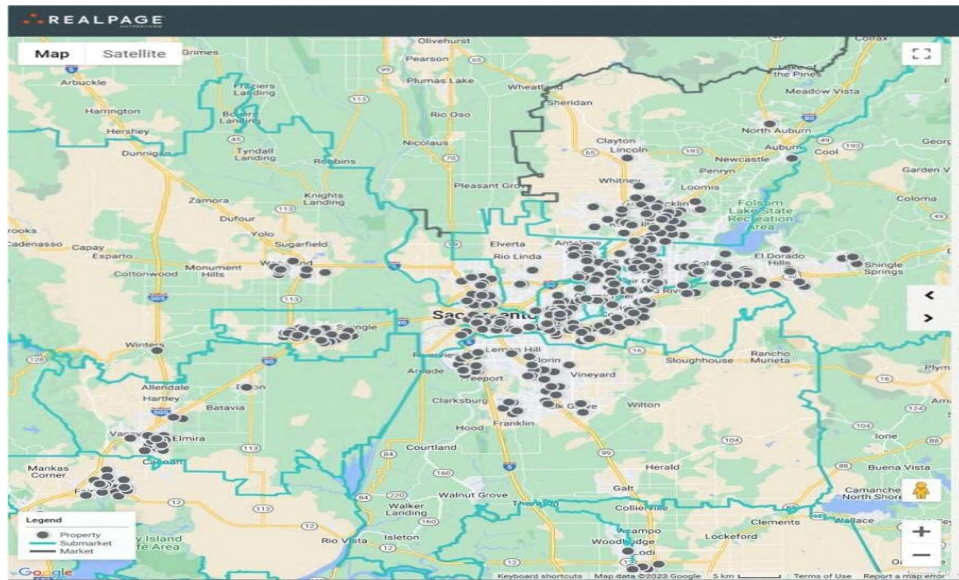 REALPAGE
Map Satellite
Olivehurst
Pearson
Plumas Lake
Grimes
Arbuckle
Harrington
Hershey
Dunnigan
Tyndall
Landing
Robbins
Rio Oso
Nicolaus
Wheatland
Sheridan
the Pines
Meadow Vista
North Auburn
Auburn
Cool
Clayton
Lincoln
Newcastle
Penryn
Whitney
Loomis
Pleasant Grove
Garden V
Coloma
Folsom
Lake State
Recreation
Area
Knights
Landing
Zamora
Dufour
Yolo
Sugarfield
Capay
Esparto
Cottonwood
Monument
Hills
Elverta
Rio Linda
El Dorado
Hills
Shingle
Springs
Winters
Lemon Hill
Freeport
Vineyard
Sloughhouse
Rancho
Murieta
Allendale
Hartley
Batavia
Elmira
Clarksburg
Hood
Franklin
Wilton
Courtland
Mankas
Corner
Walnut Grove
Walker
Landing
Isleton
Rio Vista
Herald
Galt
Thornton
Collierville
Acampo
Woodbridge
Lodi
Lockeford
Clements
Wallace
Ione
Buena Vista
Camanche
North Shore
Legend
Property
Submarket
Market
Google
Keyboard shortcuts Map data ©2023 Google 5 km Terms of Use Report a map error